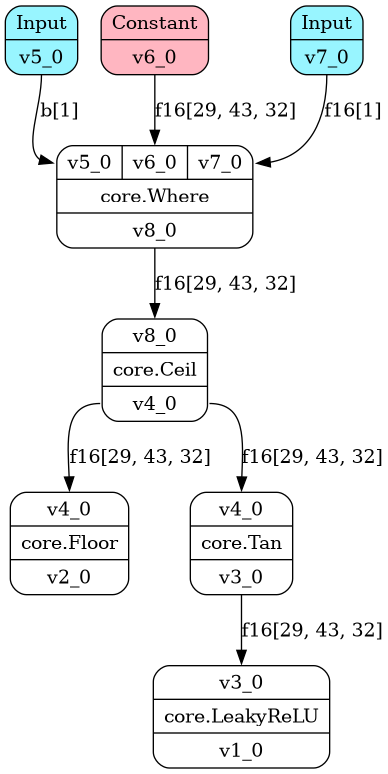 Input
v5_0
Constant
v6_0
Input
v7_0
b[1]
f16[29, 43, 32]
f16[1]
v5_0 v6_0 v7_0
core.Where
v8_0
f16[29, 43, 32]
v8_0
core.Ceil
v4_0
f16[29, 43, 32]
f16[29, 43, 32]
v4_0
core.Floor
v2_0
v4_0
core.Tan
v3_0
f16[29, 43, 32]
v3_0
core.LeakyReLU
v1_0